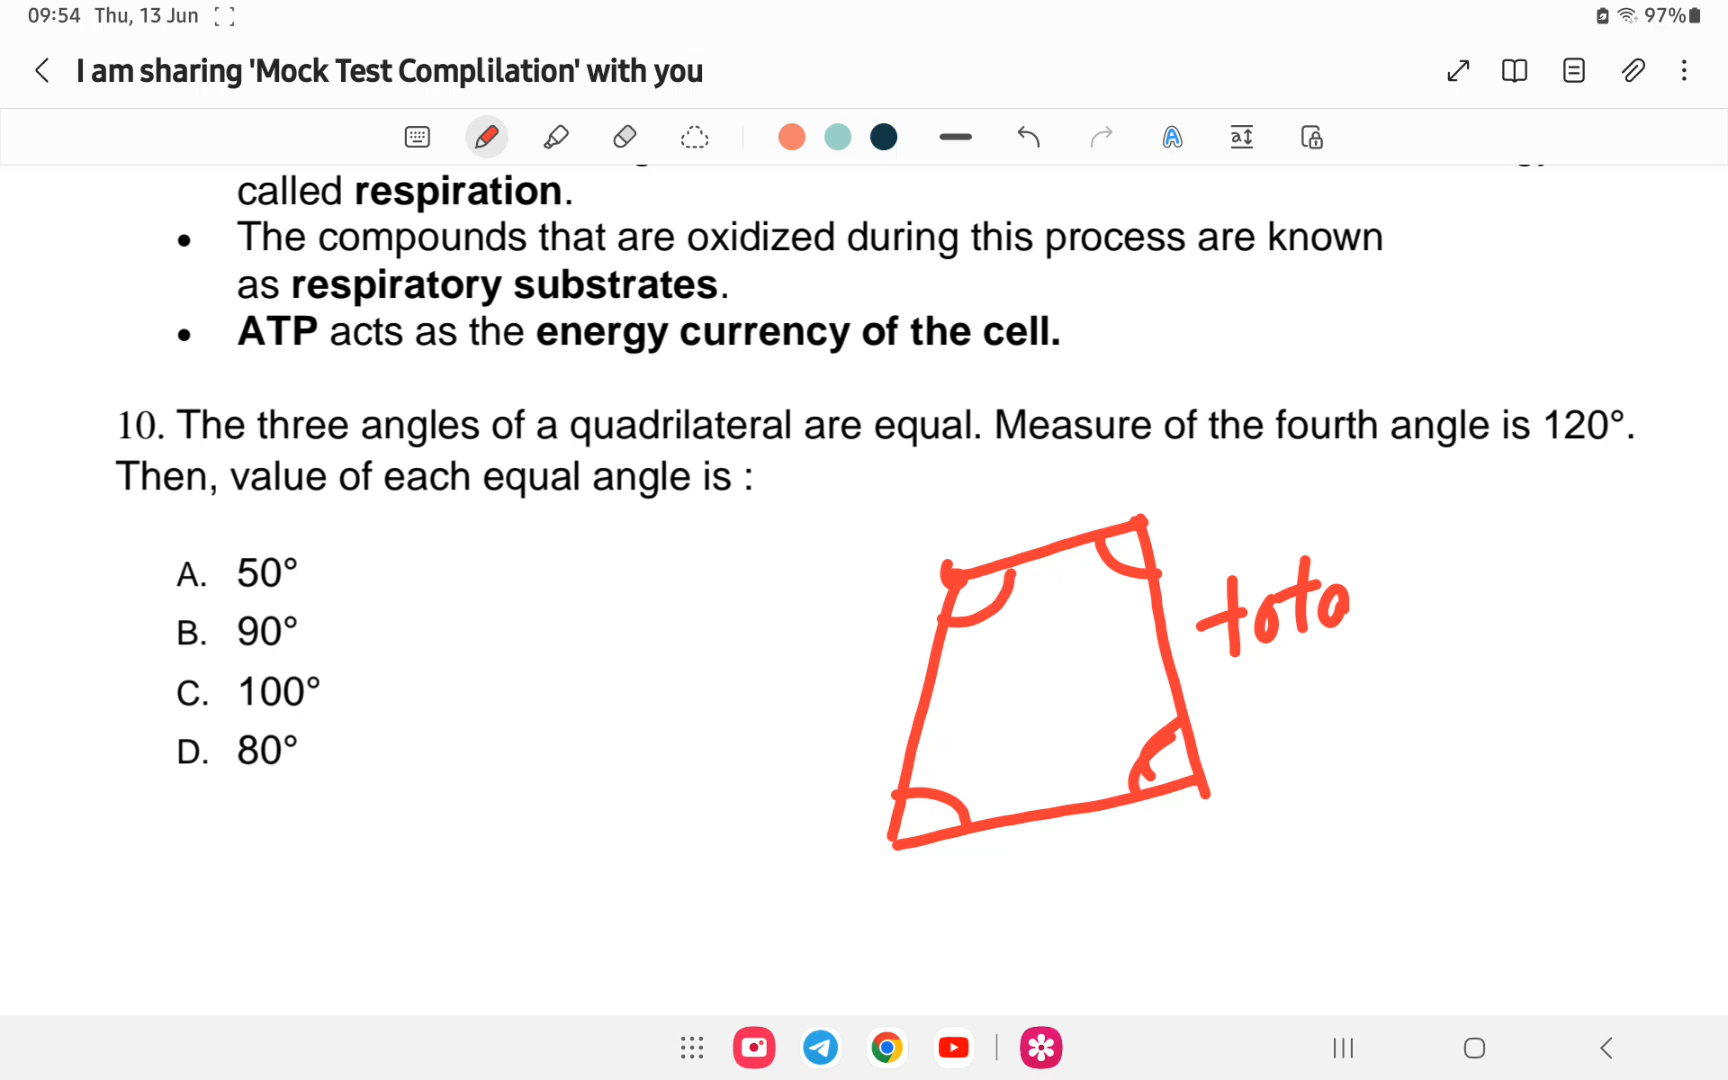 09:54 Thu, 13 Jun 97%
I am sharing 'Mock Test Complilation' with you
called respiration.
• The compounds that are oxidized during this process are known
as respiratory substrates.
• ATP acts as the energy currency of the cell.
10. The three angles of a quadrilateral are equal. Measure of the fourth angle is 120°.
Then, value of each equal angle is :
A. 50°
B. 90°
C. 100°
D. 80°
tota